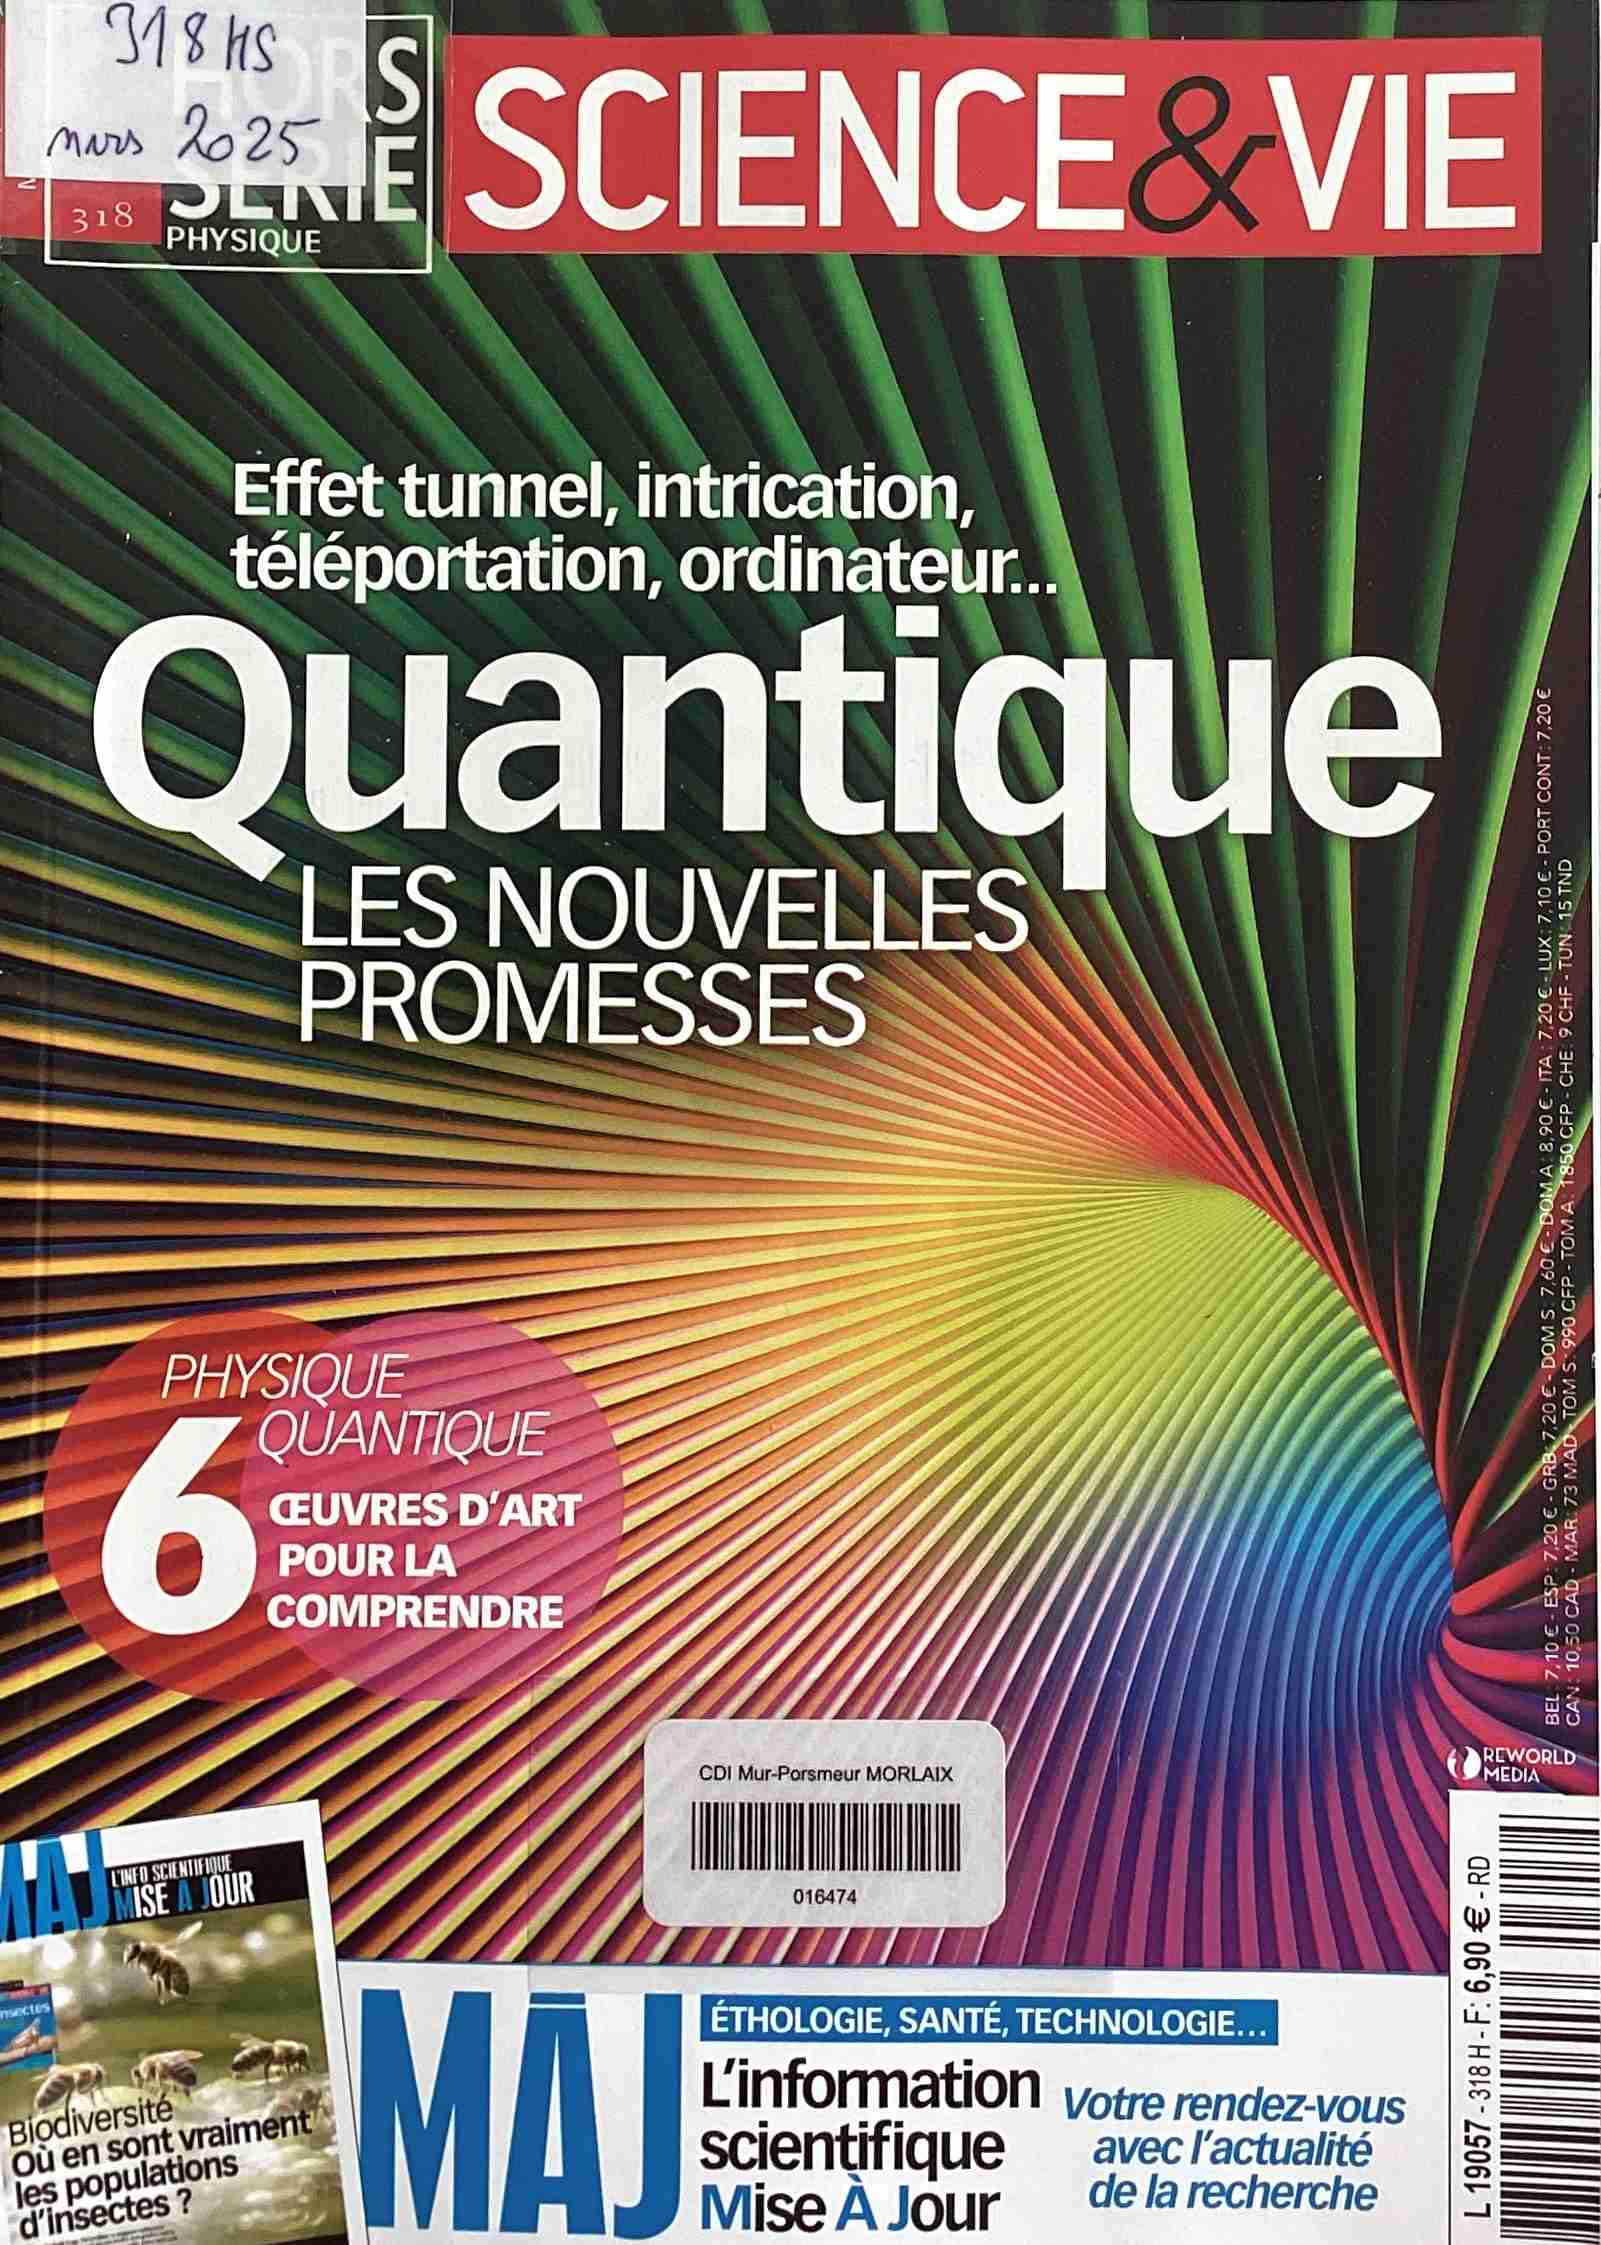 318 HS
mars 2025
HORS
SÉRIE
318
PHYSIQUE
SCIENCE&VIE
Effet tunnel, intrication,
téléportation, ordinateur...
Quantique
LES NOUVELLES
PROMESSES
PHYSIQUE
QUANTIQUE
6
ŒUVRES D'ART
POUR LA
COMPRENDRE
BEL : 7,10 € - ESP : 7,20 € - GRB : 7,20 € - DOM S : 7,60 € - DOM A : 8,90 € - ITA : 7,20 € - LUX : 7,10 € - PORT CONT : 7,20 €
CAN : 10,50 CAD - MAR : 73 MAD - TOM S : 990 CFP - TOM A : 1 850 CFP - CHE : 9 CHF - TUN : 15 TND
REWORLD
MEDIA
CDI Mur-Porsmeur MORLAIX
016474
L 19057 - 318 H - F: 6,90 € - RD
MÀJ
L'INFO SCIENTIFIQUE
MISE À JOUR
insectes
Biodiversité
Où en sont vraiment
les populations
d'insectes ?
MÀJ
ÉTHOLOGIE, SANTÉ, TECHNOLOGIE...
L'information
scientifique
Mise À Jour
Votre rendez-vous
avec l'actualité
de la recherche